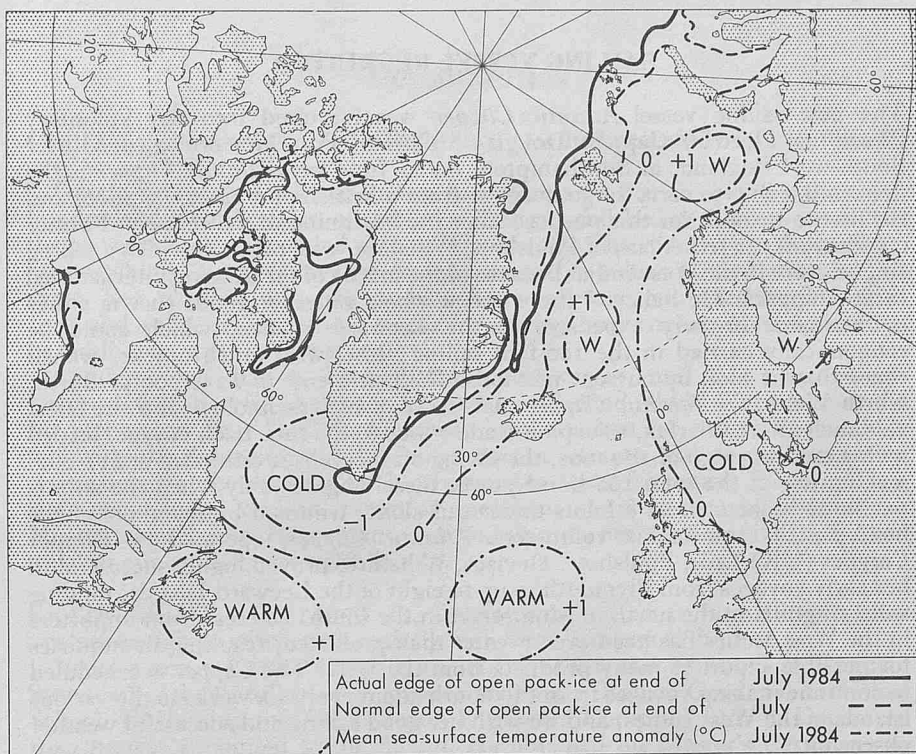 120°
90°
60°
90°
0
+1
W
60°
30°
+1
W
W
+1
0
0°
COLD
COLD
30°
60°
-1
0
WARM
+1
WARM
+1
Actual edge of open pack-ice at end of July 1984
Normal edge of open pack-ice at end of July
Mean sea-surface temperature anomaly (°C) July 1984